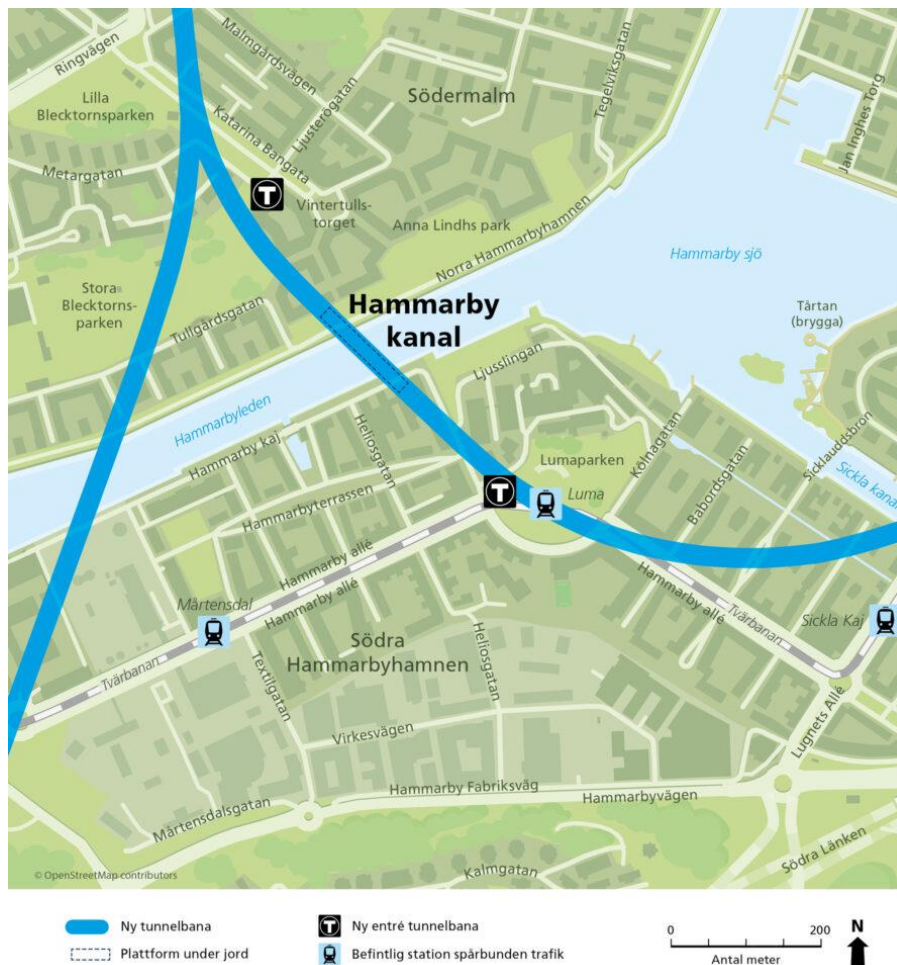 Ringvägen
Malmgårdsvägen
Lilla
Blecktornsparken
Katarina Bangata
Ljusterögatan
Södermalm
Tegelviksgatan
Jan Inghes Torg
Metargatan
T
Vintertulls-
torget
Anna Lindhs park
Norra Hammarbyhamnen
Hammarby sjö
Stora
Blecktorns-
parken
Tullgårdsgatan
Hammarby
kanal
Tårtan
(brygga)
Ljusslingan
Hammarbyleden
Hammarby kaj
Heliosgatan
Lumaparken
Kölnagatan
Babordsgatan
Sicklauddsbron
Sickla kanal
T
Luma
Hammarbyterrassen
Hammarby allé
Hammarby allé
Hammarby allé
Mårtensdal
Tvärbanan
Tvärbanan
Sickla Kaj
Södra
Hammarbyhamnen
Heliosgatan
Textilgatan
Lugnets Allé
Virkesvägen
Hammarby Fabriksväg
Hammarbyvägen
Mårtensdalsgatan
Södra Länken
Kalmgatan
© OpenStreetMap contributors
Ny tunnelbana
T Ny entré tunnelbana
0 200 N
Plattform under jord
Befintlig station spårbunden trafik
Antal meter